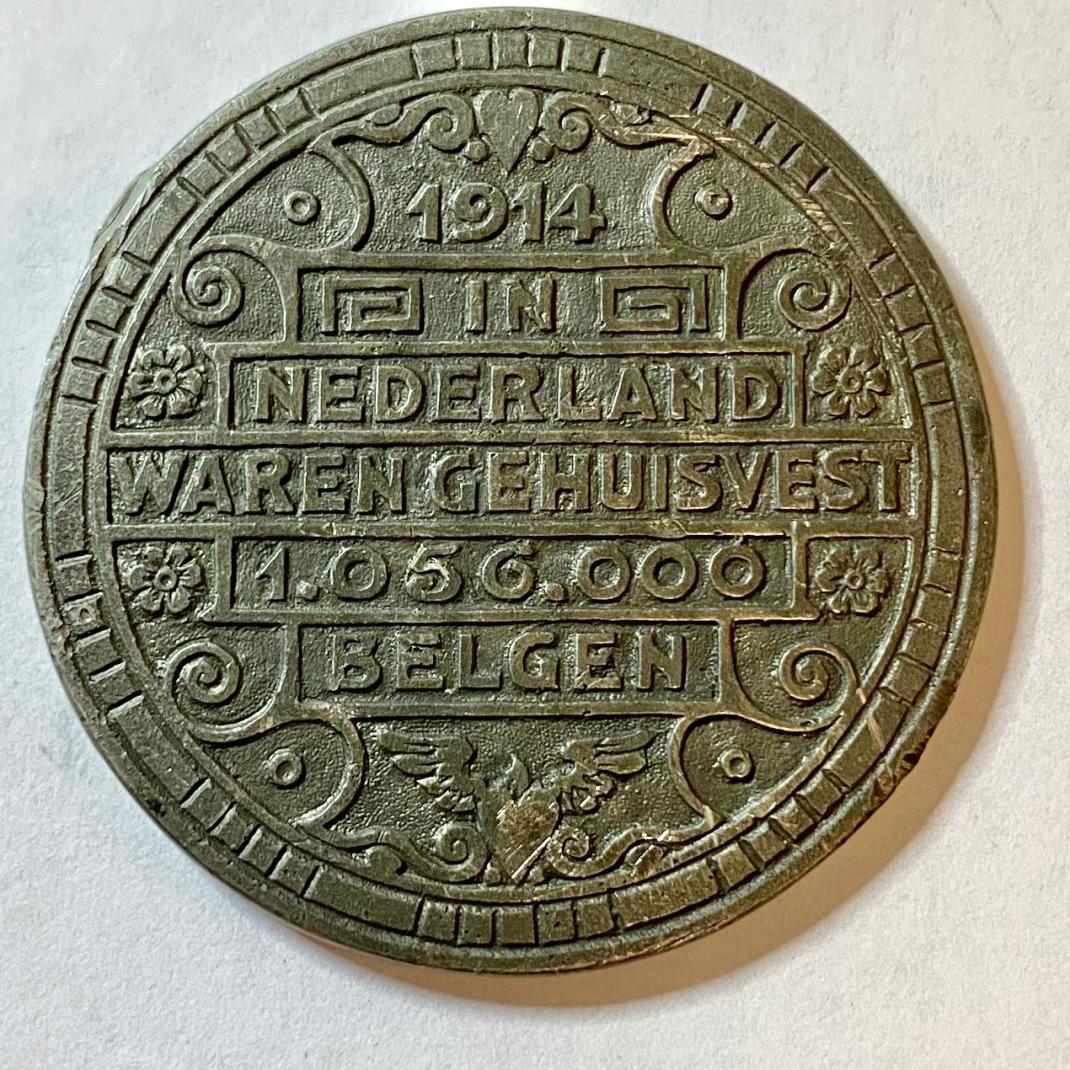 1914
IN
NEDERLAND
WAREN GEHUISVEST
1.056.000
BELGEN